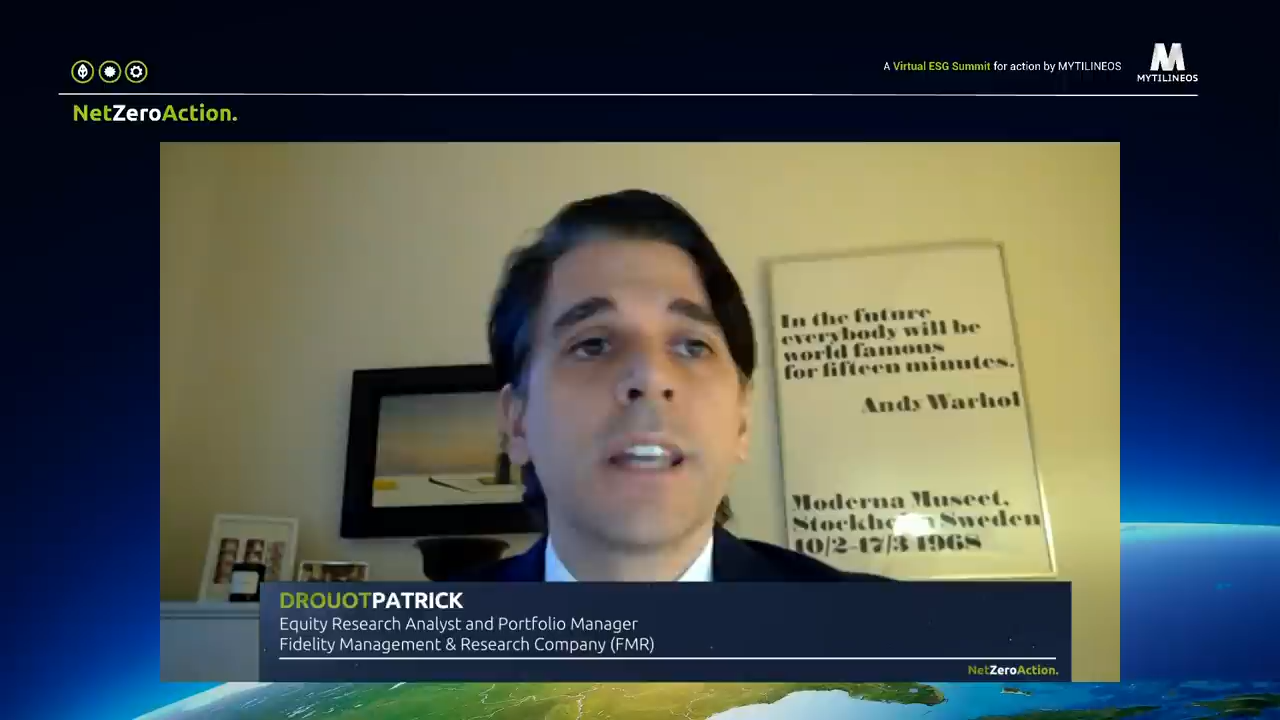 A Virtual ESG Summit for action by MYTILINEOS
MYTILINEOS
NetZeroAction.
In the future
everybody will be
world famous
for fifteen minutes.
Andy Warhol
Moderna Museet,
Stockholm Sweden
10/2-17/3 1968
DROUOTPATRICK
Equity Research Analyst and Portfolio Manager
Fidelity Management & Research Company (FMR)
NetZeroAction.